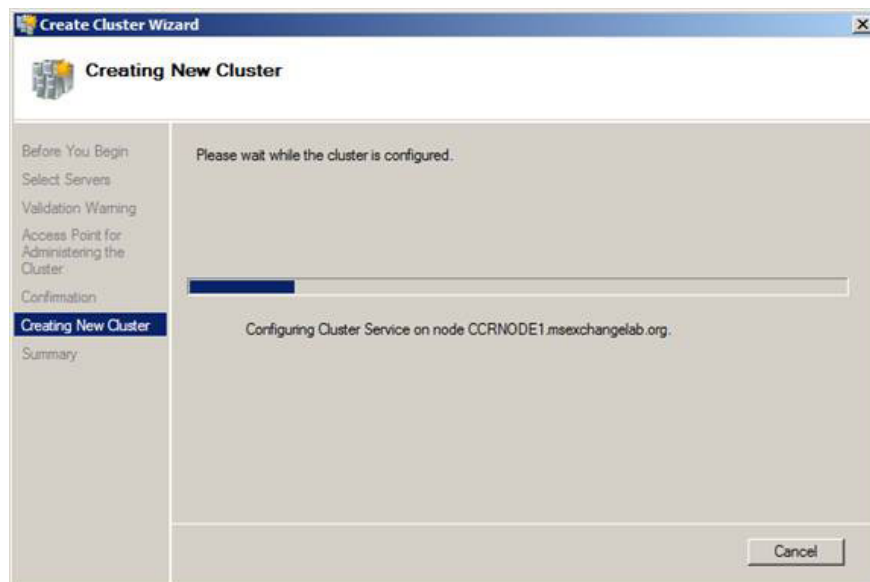 Create Cluster Wizard
Creating New Cluster
Before You Begin
Select Servers
Validation Warning
Access Point for
Administering the
Cluster
Confirmation
Creating New Cluster
Summary
Please wait while the cluster is configured.
Configuring Cluster Service on node CCRNODE1.msexchangelab.org.
Cancel